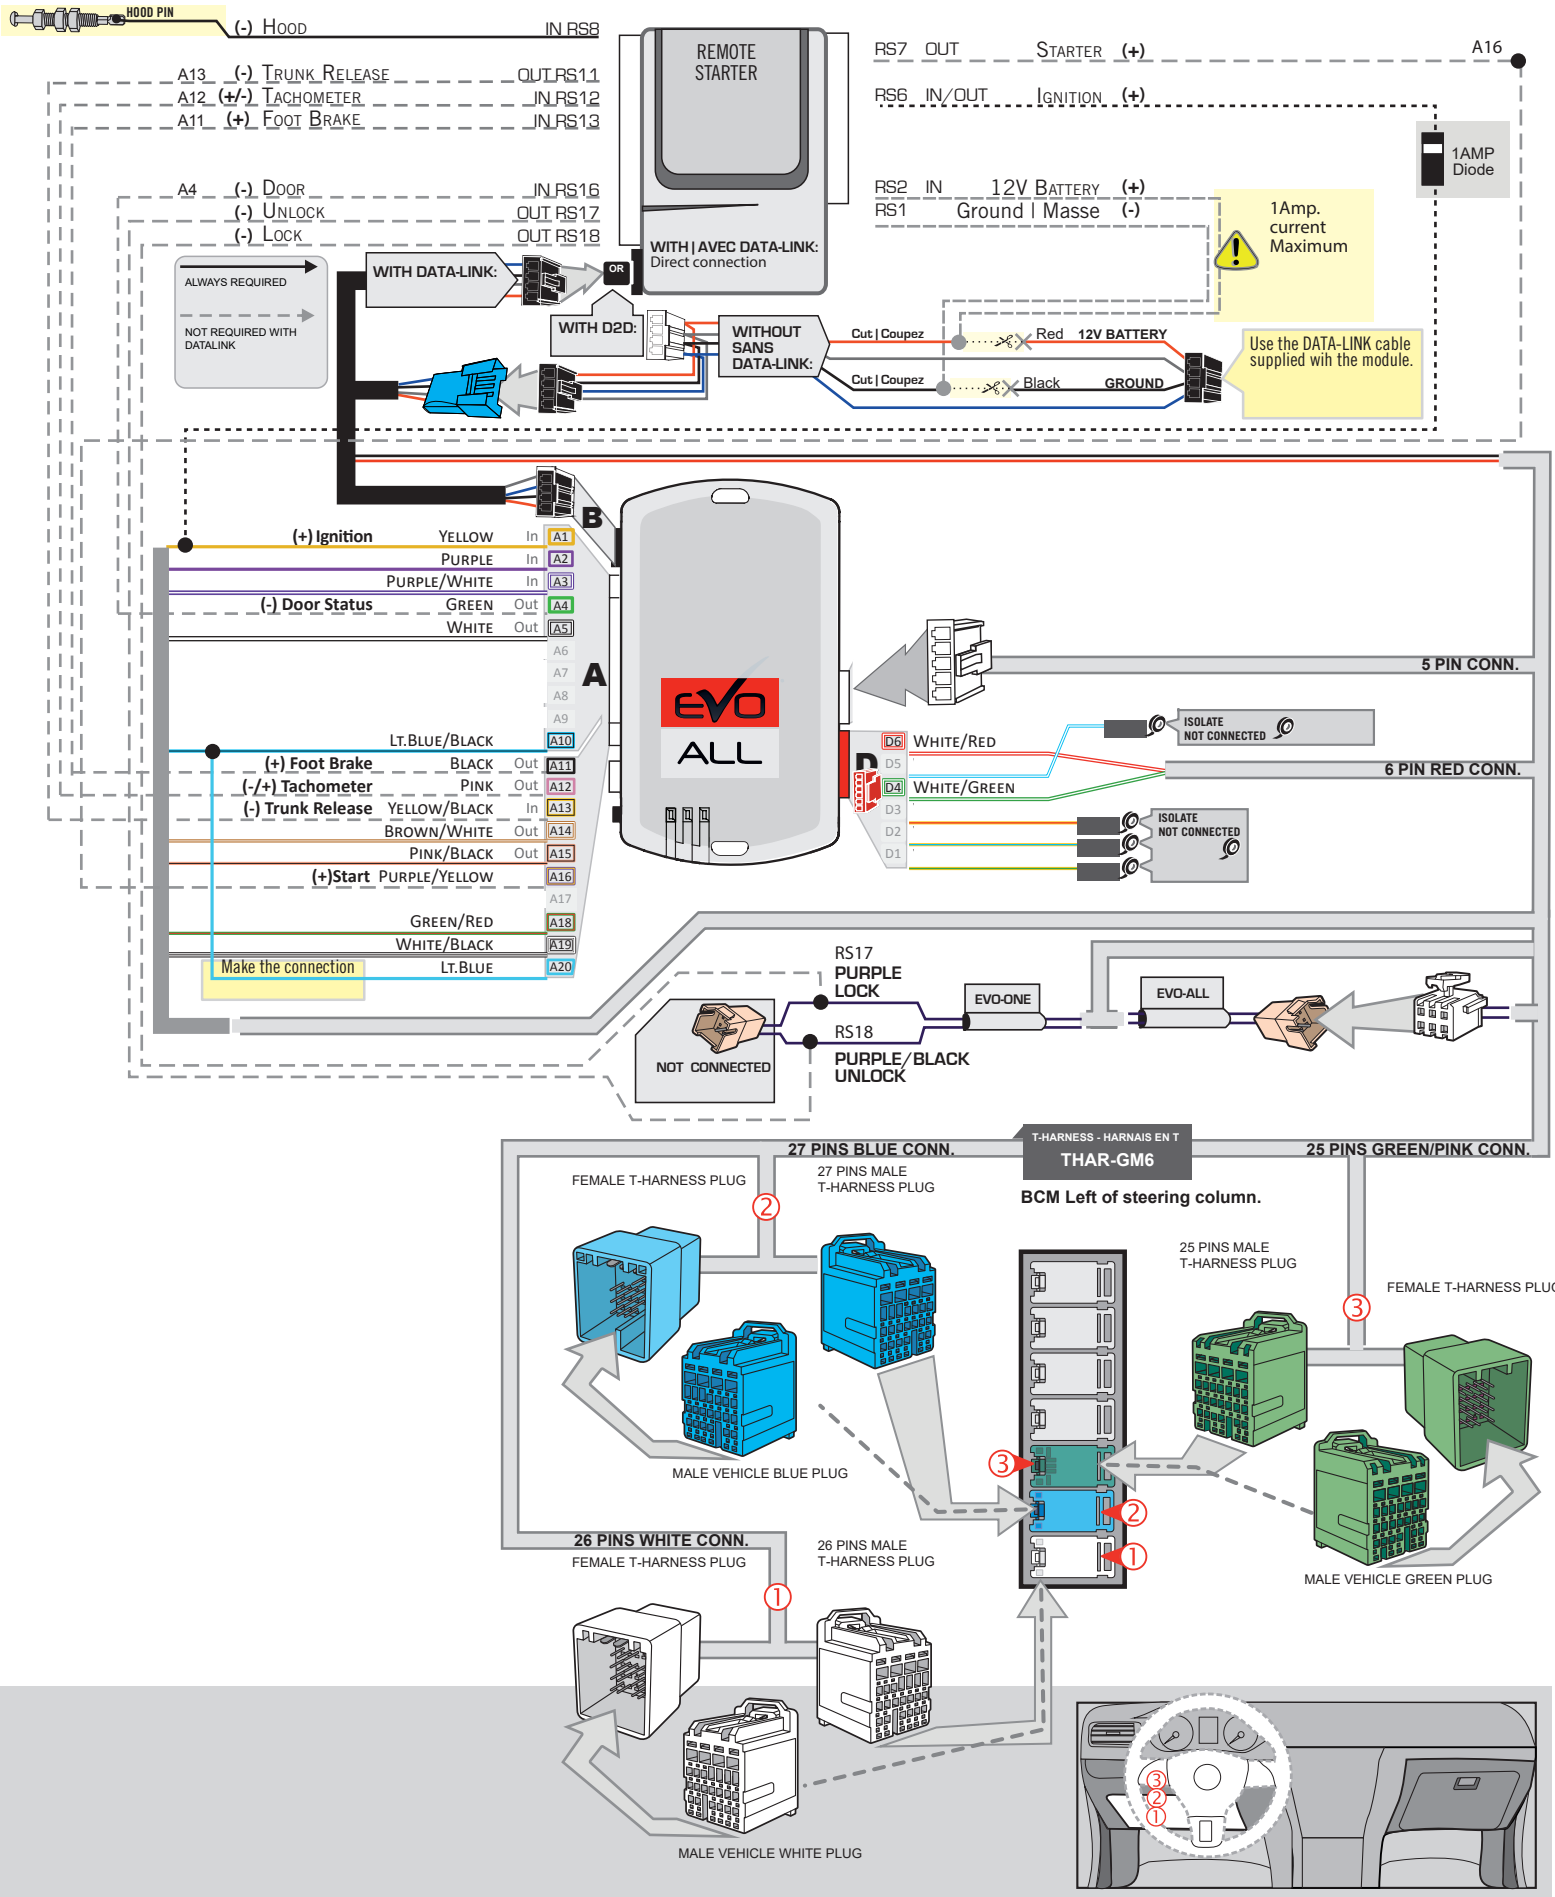 HOOD PIN
(-) HOOD IN RS8
A13 (-) TRUNK RELEASE OUT RS11
A12 (+/-) TACHOMETER IN RS12
A11 (+) FOOT BRAKE IN RS13
A4 (-) DOOR IN RS16
(-) UNLOCK OUT RS17
(-) LOCK OUT RS18
REMOTE
STARTER
WITH | AVEC DATA-LINK:
Direct connection
RS7 OUT STARTER (+) A16
RS6 IN/OUT IGNITION (+)
1AMP
Diode
RS2 IN 12V BATTERY (+)
RS1 Ground | Masse (-)
1Amp.
current
Maximum
ALWAYS REQUIRED
NOT REQUIRED WITH
DATALINK
WITH DATA-LINK:
OR
WITH D2D:
WITHOUT
SANS
DATA-LINK:
Cut | Coupez Red 12V BATTERY
Cut | Coupez Black GROUND
Use the DATA-LINK cable
supplied wih the module.
B
A
(+) Ignition YELLOW In A1
PURPLE In A2
PURPLE/WHITE In A3
(-) Door Status GREEN Out A4
WHITE Out A5
A6
A7
A8
A9
LT.BLUE/BLACK A10
(+) Foot Brake BLACK Out A11
(-/+) Tachometer PINK Out A12
(-) Trunk Release YELLOW/BLACK In A13
BROWN/WHITE Out A14
PINK/BLACK Out A15
(+)Start PURPLE/YELLOW A16
A17
GREEN/RED A18
WHITE/BLACK A19
Make the connection LT.BLUE A20
EVO
ALL
5 PIN CONN.
D
D6 WHITE/RED
D5
D4 WHITE/GREEN
D3
D2
D1
ISOLATE
NOT CONNECTED
6 PIN RED CONN.
ISOLATE
NOT CONNECTED
RS17
PURPLE
LOCK
RS18
PURPLE/BLACK
UNLOCK
NOT CONNECTED
EVO-ONE
EVO-ALL
27 PINS BLUE CONN.
T-HARNESS - HARNAIS EN T
THAR-GM6
25 PINS GREEN/PINK CONN.
BCM Left of steering column.
FEMALE T-HARNESS PLUG
2
27 PINS MALE
T-HARNESS PLUG
25 PINS MALE
T-HARNESS PLUG
3
FEMALE T-HARNESS PLUG
MALE VEHICLE BLUE PLUG
3
2
1
MALE VEHICLE GREEN PLUG
26 PINS WHITE CONN.
FEMALE T-HARNESS PLUG
1
26 PINS MALE
T-HARNESS PLUG
MALE VEHICLE WHITE PLUG
3
2
1